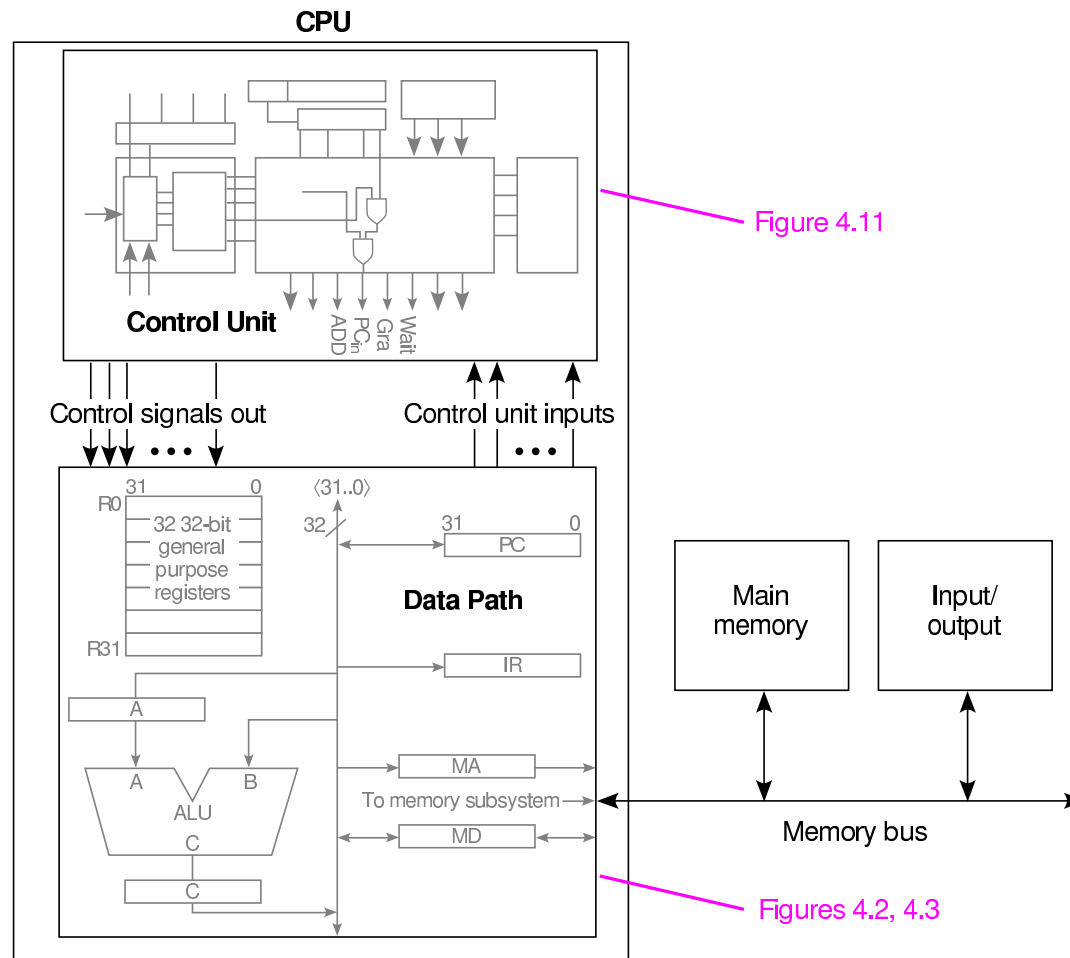 CPU
Figure 4.11
Control Unit
ADD
PCin
Gra
Wait
Control signals out
Control unit inputs
•••
•••
31 0
R0
32 32-bit
general
purpose
registers
R31
⟨31..0⟩
32
31 0
PC
Data Path
IR
A
A
B
ALU
C
C
MA
To memory subsystem
MD
Main
memory
Input/
output
Memory bus
Figures 4.2, 4.3